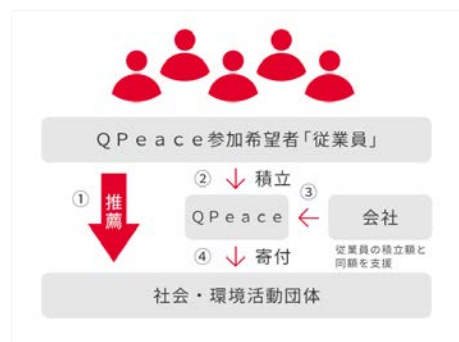 QPeace参加希望者「従業員」
① 推薦
② 積立
③
QPeace
会社
従業員の積立額と
同額を支援
④ 寄付
社会・環境活動団体